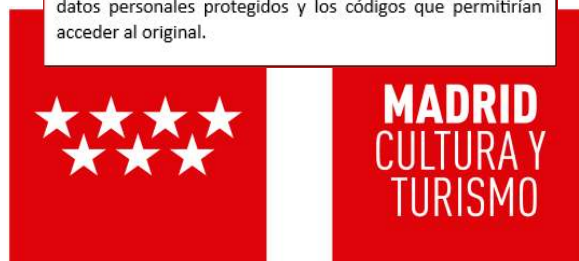 datos personales protegidos y los códigos que permitirían
acceder al original.
MADRID
CULTURA Y
TURISMO